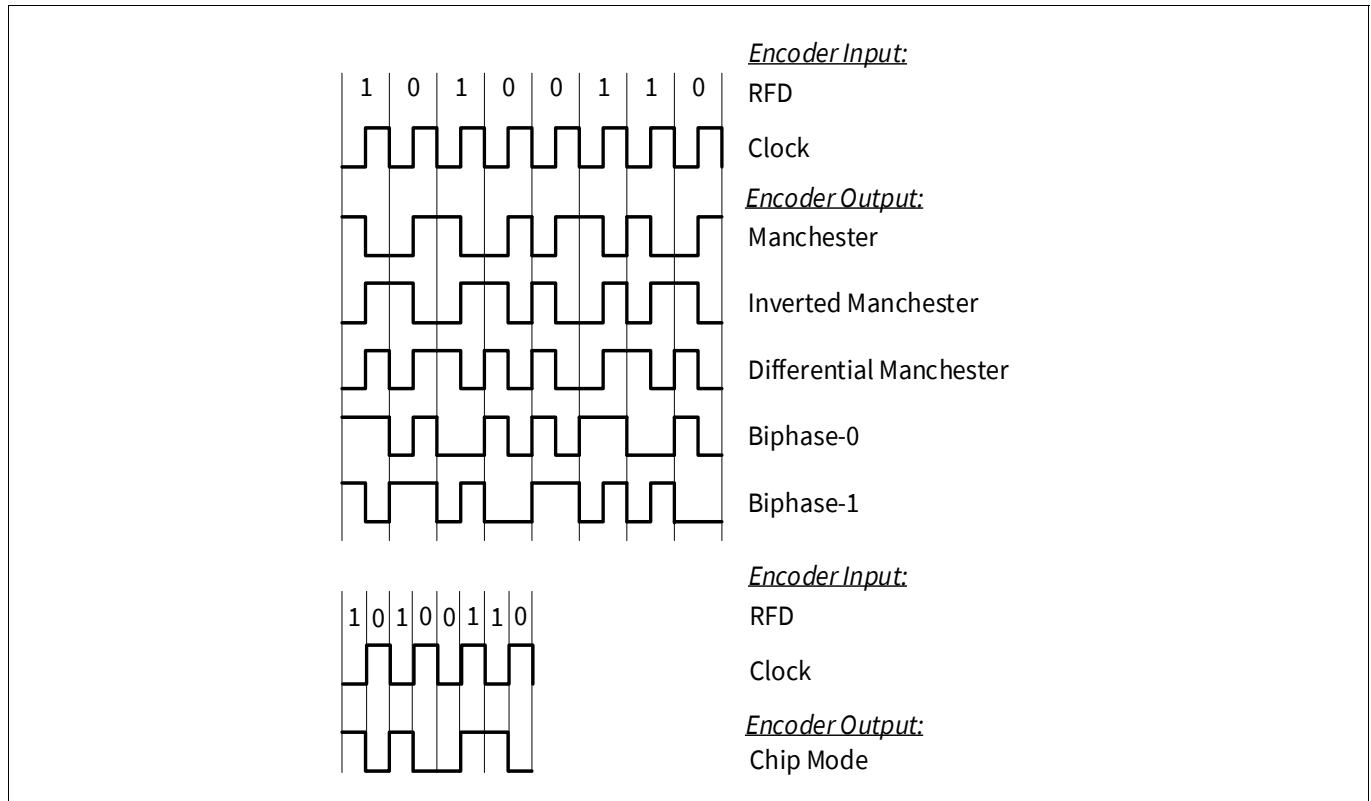 Encoder Input:
1 0 1 0 0 1 1 0 RFD
Clock
Encoder Output:
Manchester
Inverted Manchester
Differential Manchester
Biphase-0
Biphase-1
Encoder Input:
1 0 1 0 0 1 1 0 RFD
Clock
Encoder Output:
Chip Mode